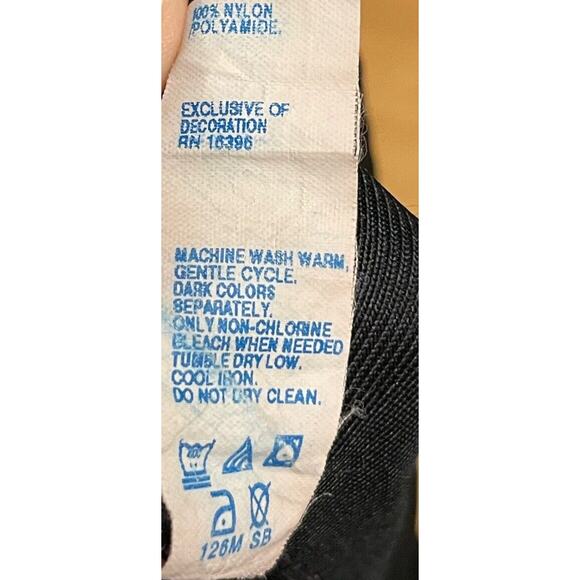 100% NYLON
/POLYAMIDE.
EXCLUSIVE OF
DECORATION
RN 16396
MACHINE WASH WARM,
GENTLE CYCLE.
DARK COLORS
SEPARATELY.
ONLY NON-CHLORINE
BLEACH WHEN NEEDED
TUMBLE DRY LOW.
COOL IRON.
DO NOT DRY CLEAN.
126M SB